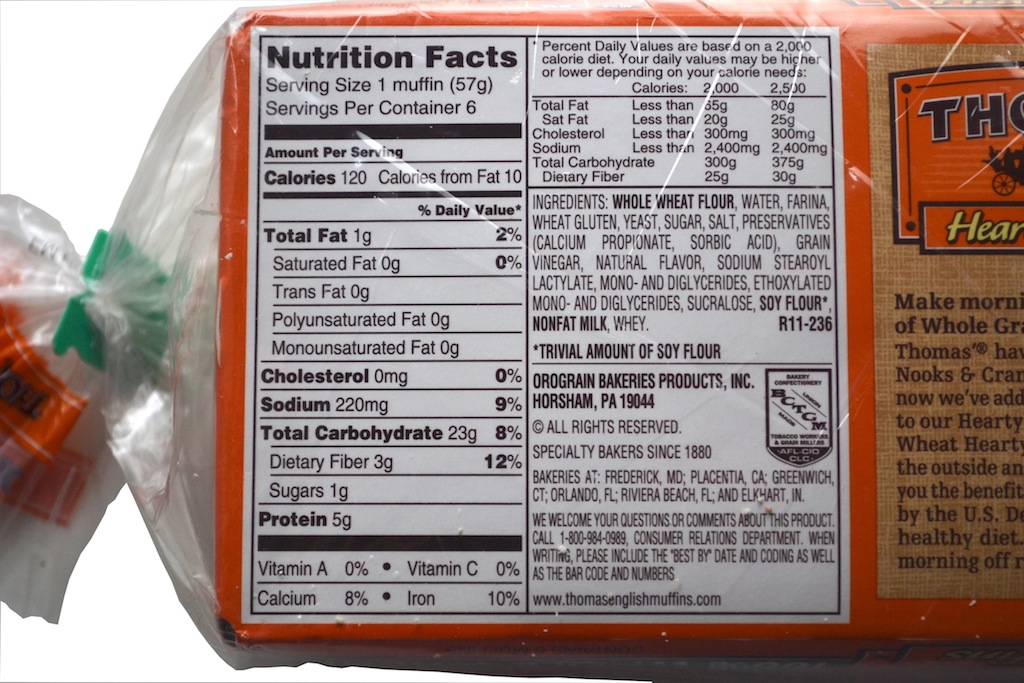 Nutrition Facts
Serving Size 1 muffin (57g)
Servings Per Container 6
Amount Per Serving
Calories 120 Calories from Fat 10
% Daily Value*
Total Fat 1g 2%
Saturated Fat 0g 0%
Trans Fat 0g
Polyunsaturated Fat 0g
Monounsaturated Fat 0g
Cholesterol 0mg 0%
Sodium 220mg 9%
Total Carbohydrate 23g 8%
Dietary Fiber 3g 12%
Sugars 1g
Protein 5g
Vitamin A 0% • Vitamin C 0%
Calcium 8% • Iron 10%
* Percent Daily Values are based on a 2,000
calorie diet. Your daily values may be higher
or lower depending on your calorie needs:
Calories: 2,000 2,500
Total Fat Less than 65g 80g
Sat Fat Less than 20g 25g
Cholesterol Less than 300mg 300mg
Sodium Less than 2,400mg 2,400mg
Total Carbohydrate 300g 375g
Dietary Fiber 25g 30g
INGREDIENTS: WHOLE WHEAT FLOUR, WATER, FARINA,
WHEAT GLUTEN, YEAST, SUGAR, SALT, PRESERVATIVES
(CALCIUM PROPIONATE, SORBIC ACID), GRAIN
VINEGAR, NATURAL FLAVOR, SODIUM STEAROYL
LACTYLATE, MONO- AND DIGLYCERIDES, ETHOXYLATED
MONO- AND DIGLYCERIDES, SUCRALOSE, SOY FLOUR*,
NONFAT MILK, WHEY. R11-236
*TRIVIAL AMOUNT OF SOY FLOUR
OROGRAIN BAKERIES PRODUCTS, INC.
HORSHAM, PA 19044
© ALL RIGHTS RESERVED.
SPECIALTY BAKERS SINCE 1880
BAKERY
CONFECTIONERY
UNION
BC&GM
MADE
TOBACCO WORKERS
& GRAIN MILLERS
AFL-CIO
CLC
BAKERIES AT: FREDERICK, MD; PLACENTIA, CA; GREENWICH,
CT; ORLANDO, FL; RIVIERA BEACH, FL; AND ELKHART, IN.
WE WELCOME YOUR QUESTIONS OR COMMENTS ABOUT THIS PRODUCT.
CALL 1-800-984-0989, CONSUMER RELATIONS DEPARTMENT. WHEN
WRITING, PLEASE INCLUDE THE "BEST BY" DATE AND CODING AS WELL
AS THE BAR CODE AND NUMBERS
www.thomasenglishmuffins.com
THO
Hear
Make morni
of Whole Gra
Thomas'® hav
Nooks & Cran
now we've add
to our Hearty
Wheat Hearty
the outside an
you the benefit
by the U.S. De
healthy diet.
morning off r